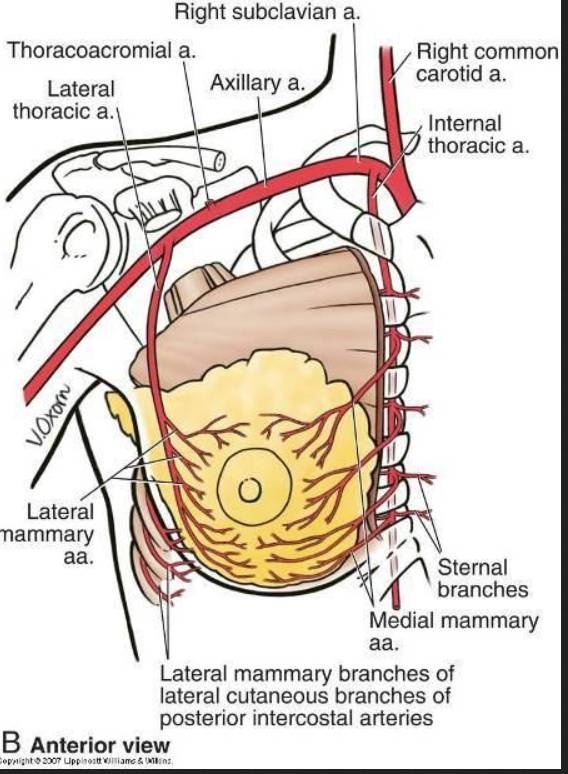 Right subclavian a.
Thoracoacromial a.
Right common
carotid a.
Lateral
thoracic a.
Axillary a.
Internal
thoracic a.
V.Oxorn
Lateral
mammary
aa.
Sternal
branches
Medial mammary
aa.
Lateral mammary branches of
lateral cutaneous branches of
posterior intercostal arteries
B Anterior view
Copyright © 2007 Lippincott Williams & Wilkins.